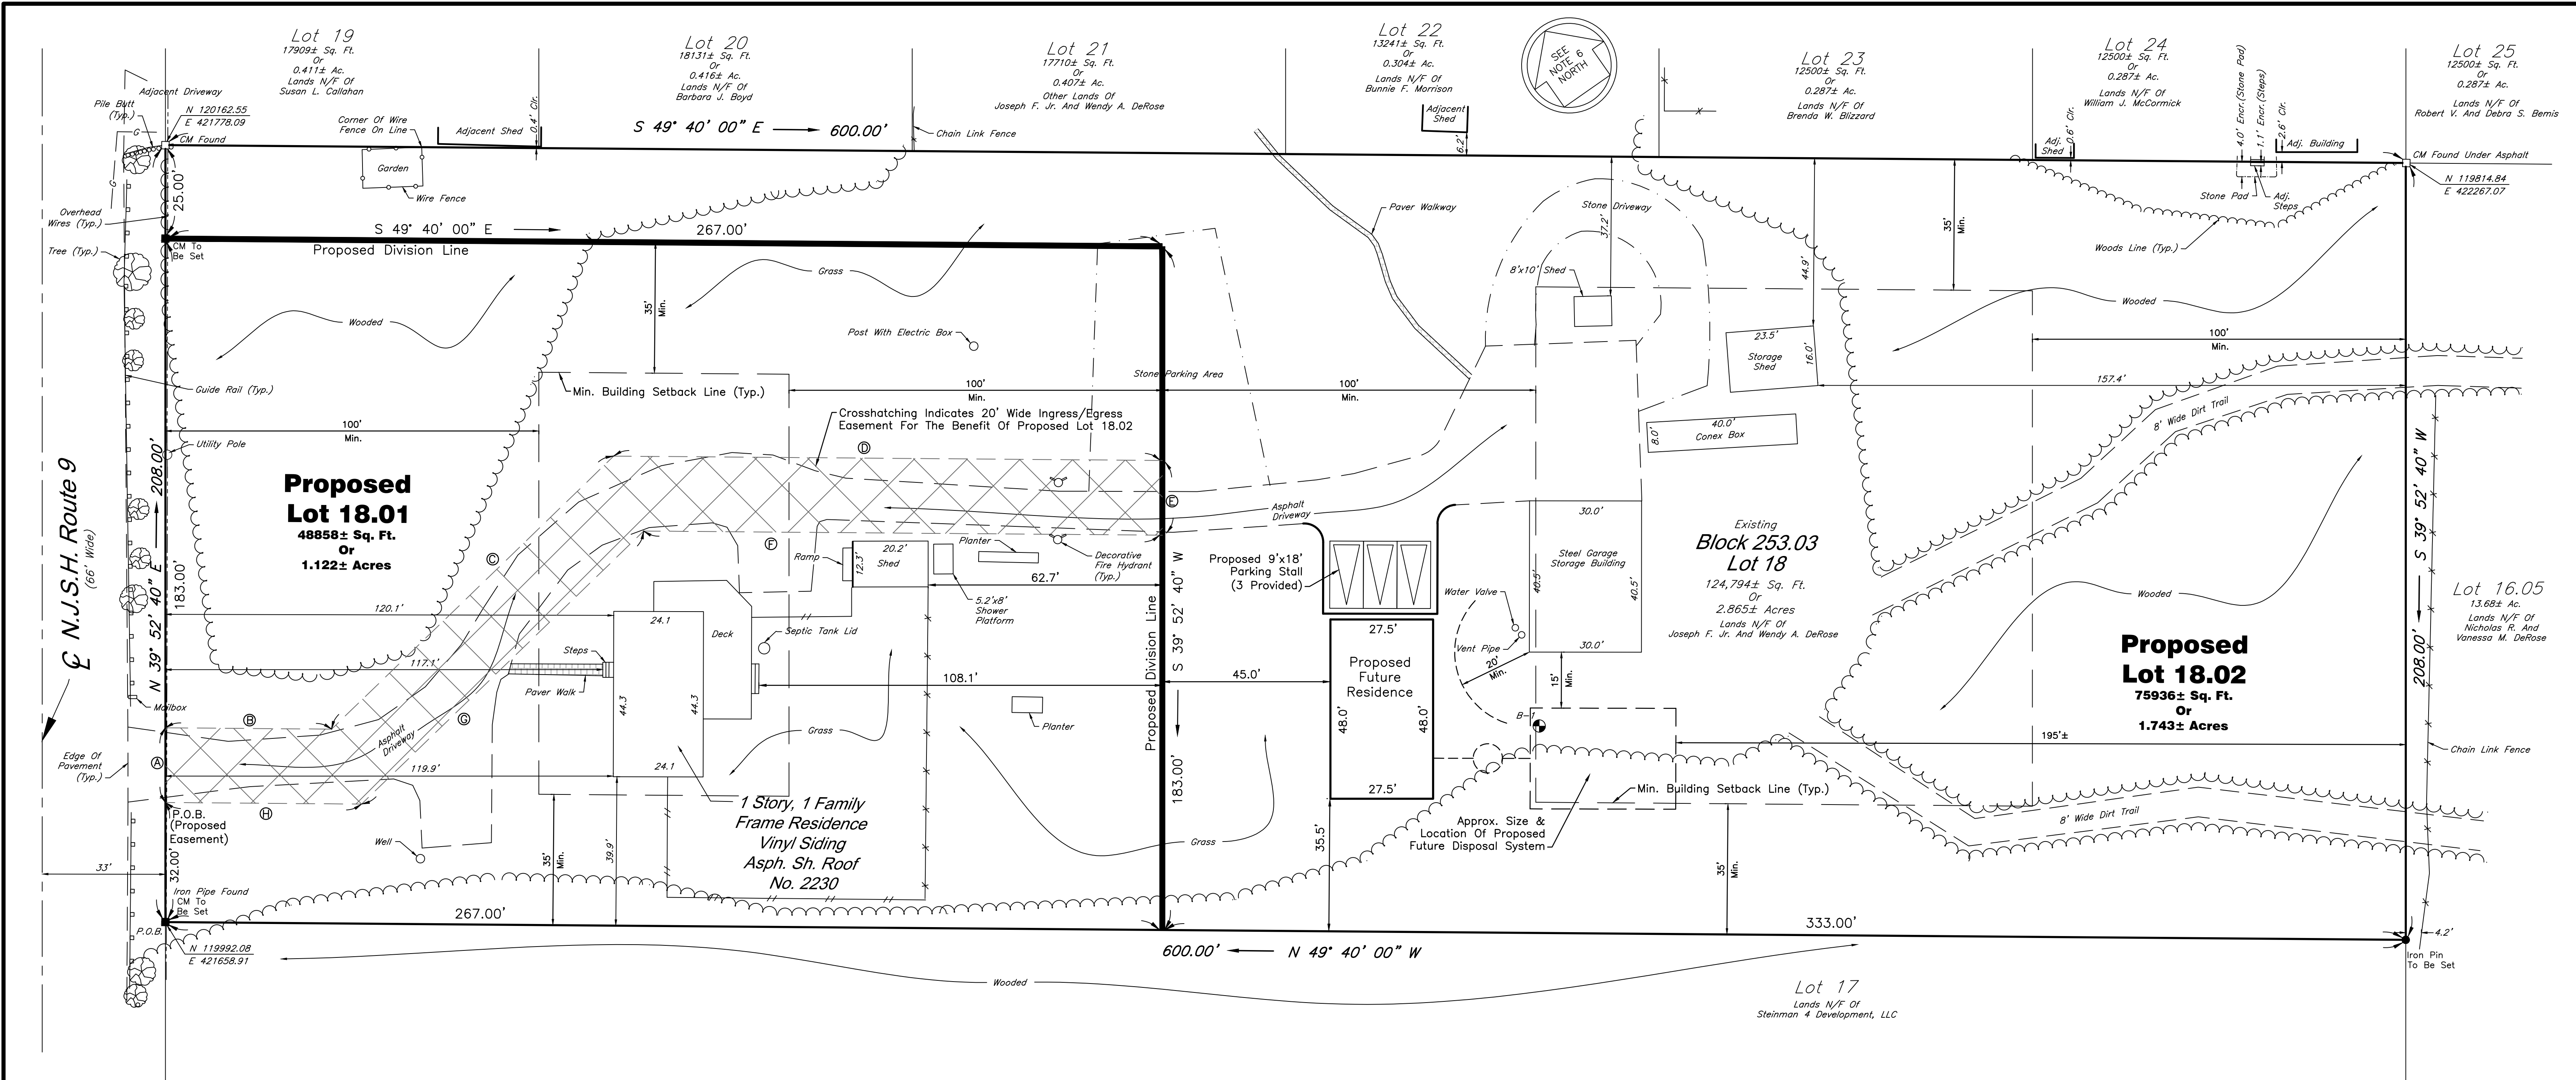 Lot 19
17909± Sq. Ft.
Or
0.411± Ac.
Lands N/F Of
Susan L. Callahan
Lot 20
18131± Sq. Ft.
Or
0.416± Ac.
Lands N/F Of
Barbara J. Boyd
Lot 21
17710± Sq. Ft.
Or
0.407± Ac.
Other Lands Of
Joseph F. Jr. And Wendy A. DeRose
Lot 22
13241± Sq. Ft.
Or
0.304± Ac.
Lands N/F Of
Bunnie F. Morrison
SEE
NOTE 6
NORTH
Lot 23
12500± Sq. Ft.
Or
0.287± Ac.
Lands N/F Of
Brenda W. Blizzard
Lot 24
12500± Sq. Ft.
Or
0.287± Ac.
Lands N/F Of
William J. McCormick
Lot 25
12500± Sq. Ft.
Or
0.287± Ac.
Lands N/F Of
Robert V. And Debra S. Bemis
4.0' Encr.(Stone Pad)
1.1' Encr.(Steps)
2.6' Clr.
Adj. Building
0.6' Clr.
Adj.
Shed
Stone Pad
Adj.
Steps
CM Found Under Asphalt
N 119814.84
E 422267.07
Adjacent Driveway
Pile Butt
(Typ.)
N 120162.55
E 421778.09
CM Found
G
G
Corner Of Wire
Fence On Line
Garden
Wire Fence
Adjacent Shed
0.4' Clr.
S 49° 40' 00" E
600.00'
Chain Link Fence
Adjacent
Shed
6.2'
25.00'
Overhead
Wires (Typ.)
Tree (Typ.)
CM To
Be Set
S 49° 40' 00" E
267.00'
Proposed Division Line
35'
Min.
Grass
Wooded
Post With Electric Box
Guide Rail (Typ.)
Min. Building Setback Line (Typ.)
100'
Min.
100'
Min.
Stone Parking Area
100'
Min.
Crosshatching Indicates 20' Wide Ingress/Egress
Easement For The Benefit Of Proposed Lot 18.02
Utility Pole
Paver Walkway
Stone Driveway
37.2'
8'x10' Shed
44.9'
35'
Min.
Woods Line (Typ.)
Wooded
23.5'
Storage
Shed
16.0'
100'
Min.
157.4'
8' Wide Dirt Trail
40.0'
8.0'
Conex Box
℄ N.J.S.H. Route 9
(66' Wide)
208.00'
N 39° 52' 40" E
183.00'
Proposed
Lot 18.01
48858± Sq. Ft.
Or
1.122± Acres
A
B
C
D
E
F
G
H
Asphalt
Driveway
Ramp
20.2'
12.3'
Shed
Planter
Decorative
Fire Hydrant
(Typ.)
62.7'
5.2'x8'
Shower
Platform
120.1'
24.1
Deck
Septic Tank Lid
Steps
117.1'
Paver Walk
44.3
44.3
108.1'
Planter
Grass
119.9'
24.1
Mailbox
Asphalt
Driveway
Edge Of
Pavement
(Typ.)
P.O.B.
(Proposed
Easement)
32.00'
33'
Well
35'
Min.
39.9'
1 Story, 1 Family
Frame Residence
Vinyl Siding
Asph. Sh. Roof
No. 2230
Iron Pipe Found
CM To
Be Set
P.O.B.
N 119992.08
E 421658.91
267.00'
Proposed Division Line
S 39° 52' 40" W
183.00'
Grass
Proposed 9'x18'
Parking Stall
(3 Provided)
45.0'
27.5'
Proposed
Future
Residence
48.0'
48.0'
27.5'
35.5'
Water Valve
Vent Pipe
20'
Min.
15'
Min.
B-1
30.0'
Steel Garage
Storage Building
40.5'
40.5'
30.0'
Existing
Block 253.03
Lot 18
124,794± Sq. Ft.
Or
2.865± Acres
Lands N/F Of
Joseph F. Jr. And Wendy A. DeRose
Wooded
Proposed
Lot 18.02
75936± Sq. Ft.
Or
1.743± Acres
S 39° 52' 40" W
208.00'
Lot 16.05
13.68± Ac.
Lands N/F Of
Nicholas R. And
Vanessa M. DeRose
195'±
Chain Link Fence
Min. Building Setback Line (Typ.)
Approx. Size &
Location Of Proposed
Future Disposal System
35'
Min.
8' Wide Dirt Trail
333.00'
4.2'
Iron Pin
To Be Set
600.00'
N 49° 40' 00" W
Wooded
Lot 17
Lands N/F Of
Steinman 4 Development, LLC